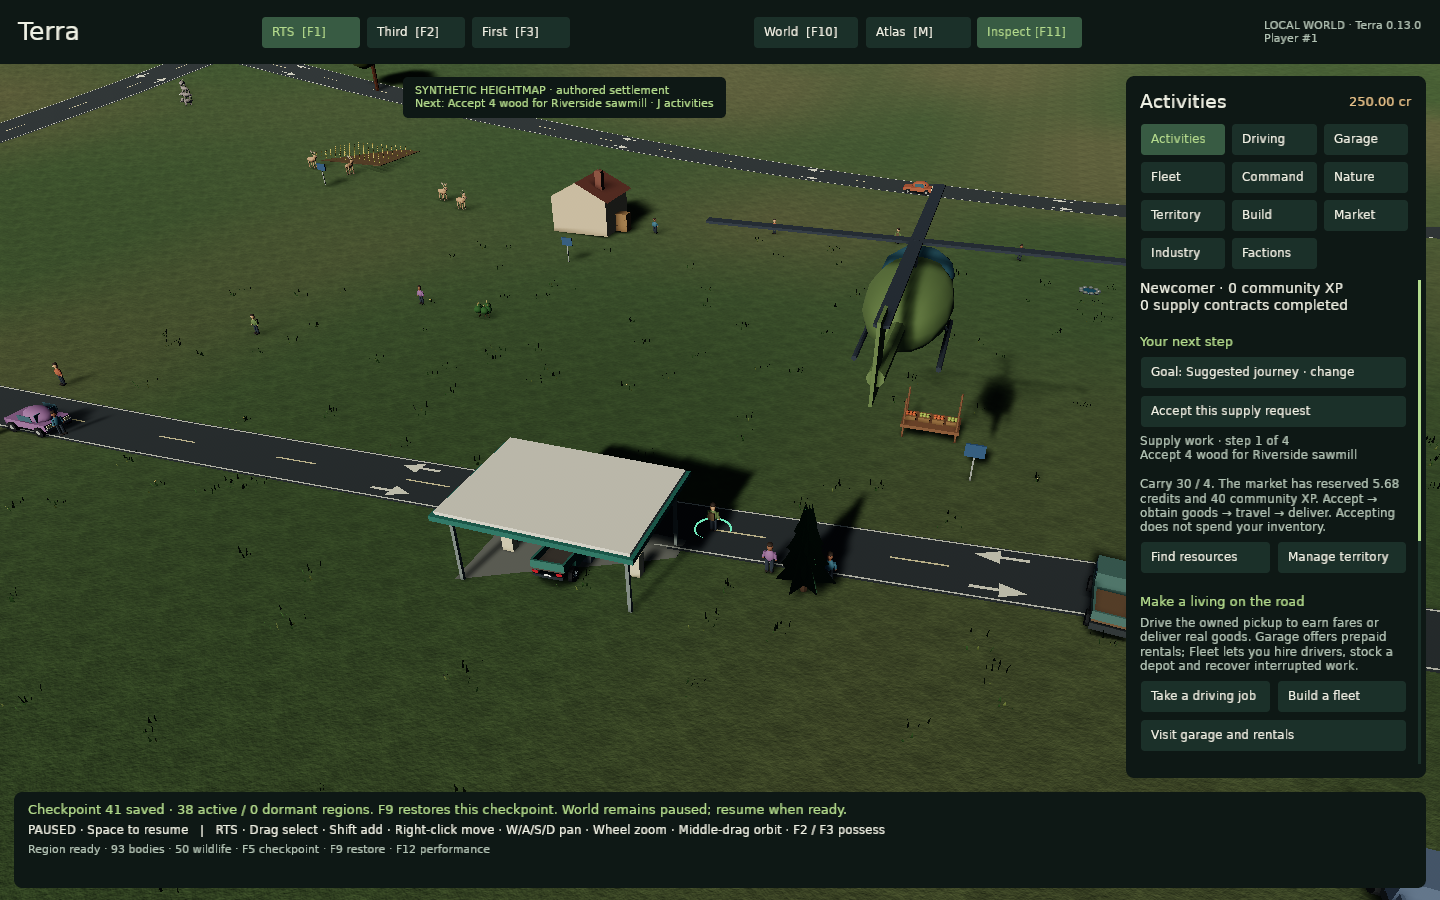 Terra
RTS [F1]
Third [F2]
First [F3]
World [F10]
Atlas [M]
Inspect [F11]
LOCAL WORLD · Terra 0.13.0
Player #1
SYNTHETIC HEIGHTMAP · authored settlement
Next: Accept 4 wood for Riverside sawmill · J activities
Activities
250.00 cr
Activities
Driving
Garage
Fleet
Command
Nature
Territory
Build
Market
Industry
Factions
Newcomer · 0 community XP
0 supply contracts completed
Your next step
Goal: Suggested journey · change
Accept this supply request
Supply work · step 1 of 4
Accept 4 wood for Riverside sawmill
Carry 30 / 4. The market has reserved 5.68
credits and 40 community XP. Accept →
obtain goods → travel → deliver. Accepting
does not spend your inventory.
Find resources
Manage territory
Make a living on the road
Drive the owned pickup to earn fares or
deliver real goods. Garage offers prepaid
rentals; Fleet lets you hire drivers, stock a
depot and recover interrupted work.
Take a driving job
Build a fleet
Visit garage and rentals
Checkpoint 41 saved · 38 active / 0 dormant regions. F9 restores this checkpoint. World remains paused; resume when ready.
PAUSED · Space to resume | RTS · Drag select · Shift add · Right-click move · W/A/S/D pan · Wheel zoom · Middle-drag orbit · F2 / F3 possess
Region ready · 93 bodies · 50 wildlife · F5 checkpoint · F9 restore · F12 performance